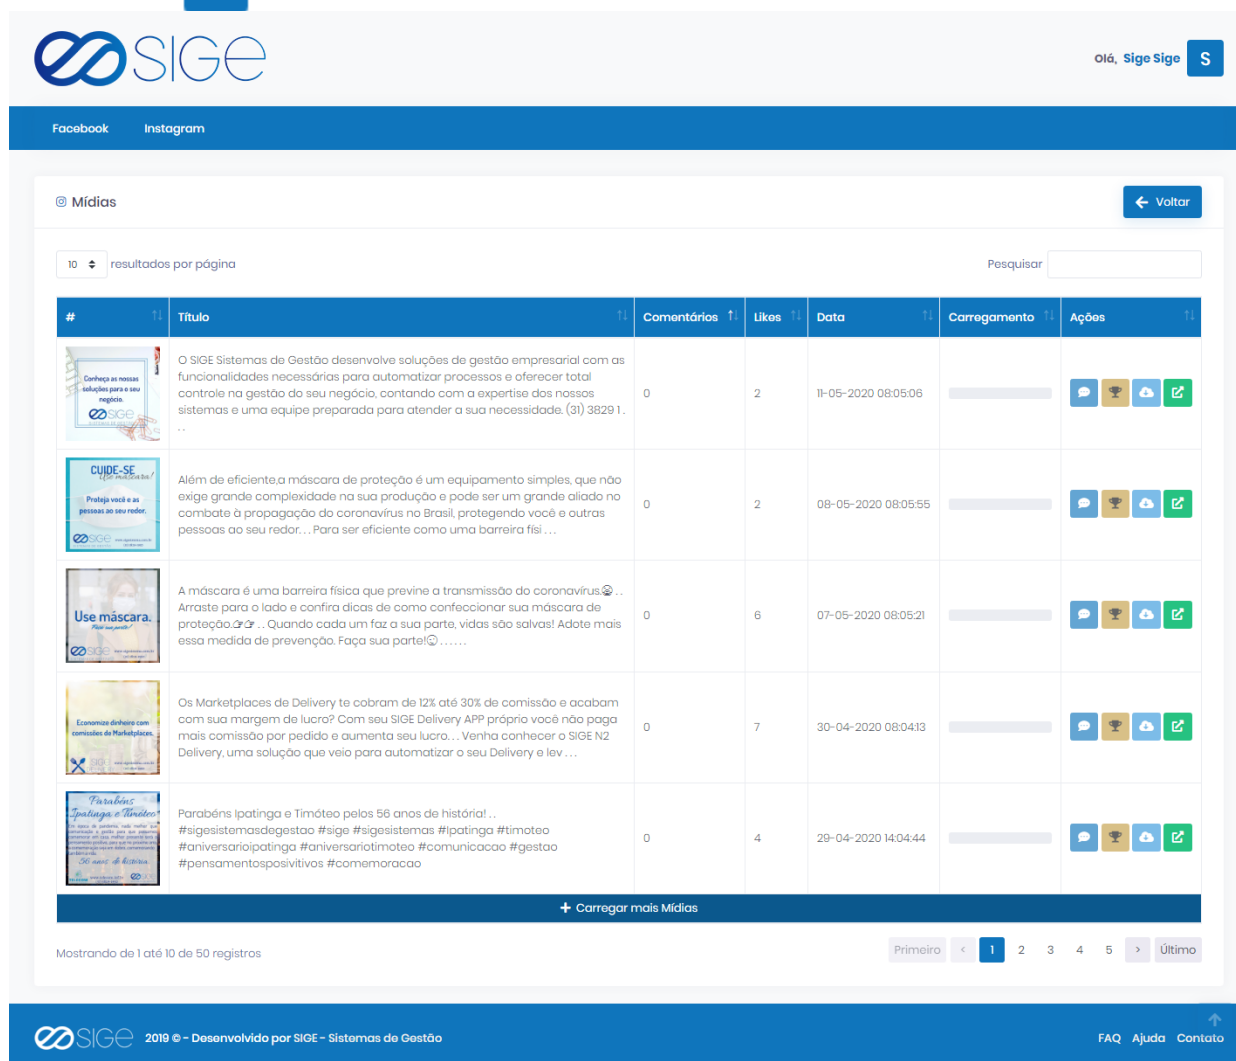 SIGE
Olá, Sige Sige S
Facebook Instagram
Mídias
Voltar
10 resultados por página
Pesquisar
# Título Comentários Likes Data Carregamento Ações
Conheça as nossas
soluções para o seu
negócio.
SIGE
O SIGE Sistemas de Gestão desenvolve soluções de gestão empresarial com as
funcionalidades necessárias para automatizar processos e oferecer total
controle na gestão do seu negócio, contando com a expertise dos nossos
sistemas e uma equipe preparada para atender a sua necessidade. (31) 3829 1 .
. .
0 2 11-05-2020 08:05:06
CUIDE-SE
Use máscara!
Proteja você e as
pessoas ao seu redor.
SIGE
Além de eficiente,a máscara de proteção é um equipamento simples, que não
exige grande complexidade na sua produção e pode ser um grande aliado no
combate à propagação do coronavírus no Brasil, protegendo você e outras
pessoas ao seu redor. . . Para ser eficiente como uma barreira físi . . .
0 2 08-05-2020 08:05:55
Use máscara.
Faça sua parte!
SIGE
A máscara é uma barreira física que previne a transmissão do coronavírus.😷 . .
Arraste para o lado e confira dicas de como confeccionar sua máscara de
proteção.👉👉 . . Quando cada um faz a sua parte, vidas são salvas! Adote mais
essa medida de prevenção. Faça sua parte!😉 . . . . . .
0 6 07-05-2020 08:05:21
Economize dinheiro com
comissões de Marketplaces.
SIGE
Os Marketplaces de Delivery te cobram de 12% até 30% de comissão e acabam
com sua margem de lucro? Com seu SIGE Delivery APP próprio você não paga
mais comissão por pedido e aumenta seu lucro. . . Venha conhecer o SIGE N2
Delivery, uma solução que veio para automatizar o seu Delivery e lev . . .
0 7 30-04-2020 08:04:13
Parabéns
Ipatinga e Timóteo
56 anos de história.
Parabéns Ipatinga e Timóteo pelos 56 anos de história! . .
#sigesistemasdegestao #sige #sigesistemas #Ipatinga #timoteo
#aniversarioipatinga #aniversariotimoteo #comunicacao #gestao
#pensamentosposivitivos #comemoracao
0 4 29-04-2020 14:04:44
+ Carregar mais Mídias
Mostrando de 1 até 10 de 50 registros
Primeiro < 1 2 3 4 5 > Último
SIGE 2019 © - Desenvolvido por SIGE - Sistemas de Gestão
FAQ Ajuda Contato